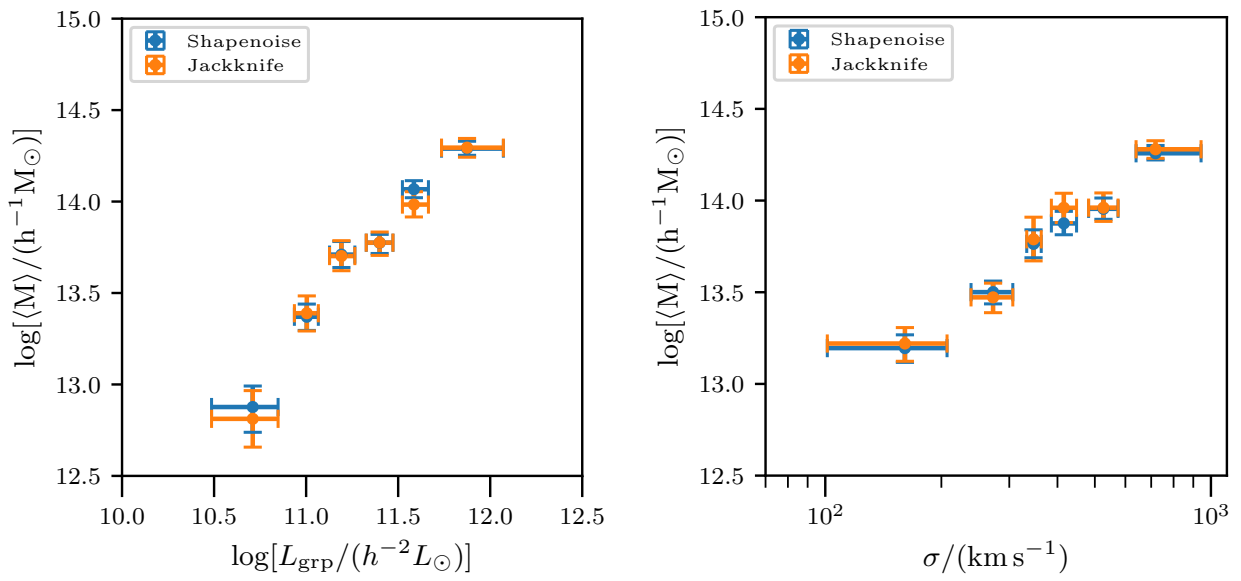 15.0
14.5
14.0
13.5
13.0
12.5
log[⟨M⟩/(h⁻¹M⊙)]
Shapenoise
Jackknife
10.0 10.5 11.0 11.5 12.0 12.5
log[L_grp/(h⁻²L⊙)]
15.0
14.5
14.0
13.5
13.0
12.5
log[⟨M⟩/(h⁻¹M⊙)]
Shapenoise
Jackknife
10² 10³
σ/(km s⁻¹)